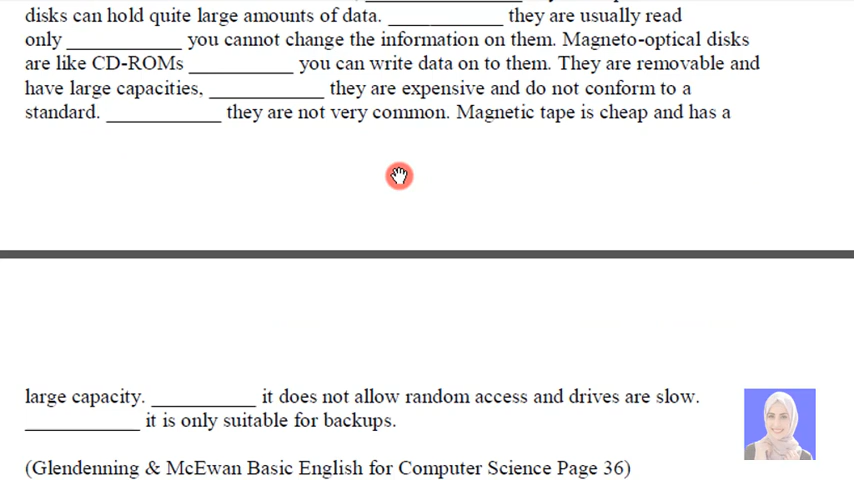 disks can hold quite large amounts of data. ____________ they are usually read
only ____________ you cannot change the information on them. Magneto-optical disks
are like CD-ROMs ___________ you can write data on to them. They are removable and
have large capacities, ____________ they are expensive and do not conform to a
standard. ____________ they are not very common. Magnetic tape is cheap and has a
large capacity. ___________ it does not allow random access and drives are slow.
____________ it is only suitable for backups.
(Glendenning & McEwan Basic English for Computer Science Page 36)